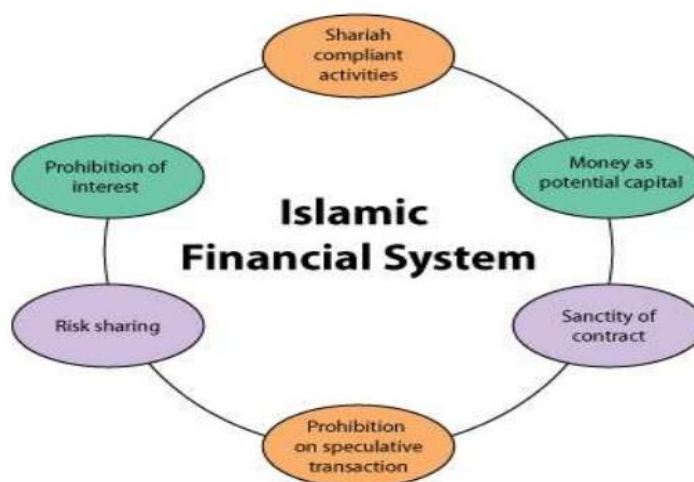 Shariah
compliant
activities
Prohibition of
interest
Money as
potential capital
Islamic
Financial System
Risk sharing
Sanctity of
contract
Prohibition
on speculative
transaction